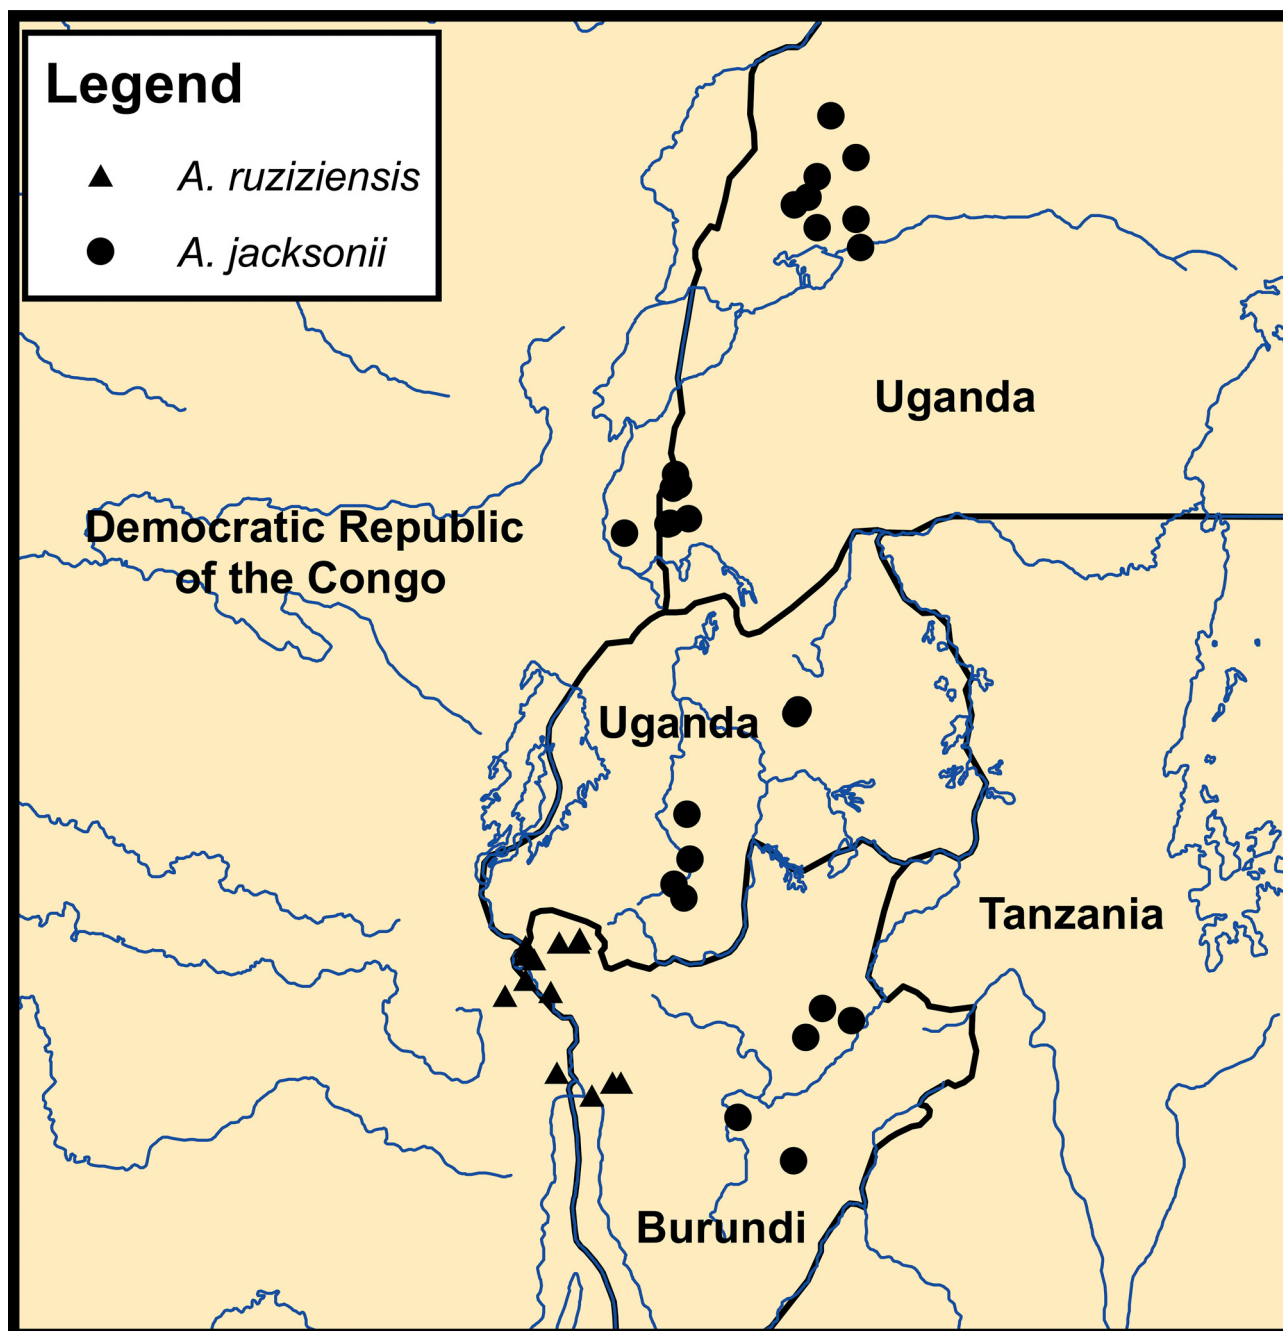 Legend
A. ruziziensis
A. jacksonii
Uganda
Democratic Republic
of the Congo
Uganda
Tanzania
Burundi